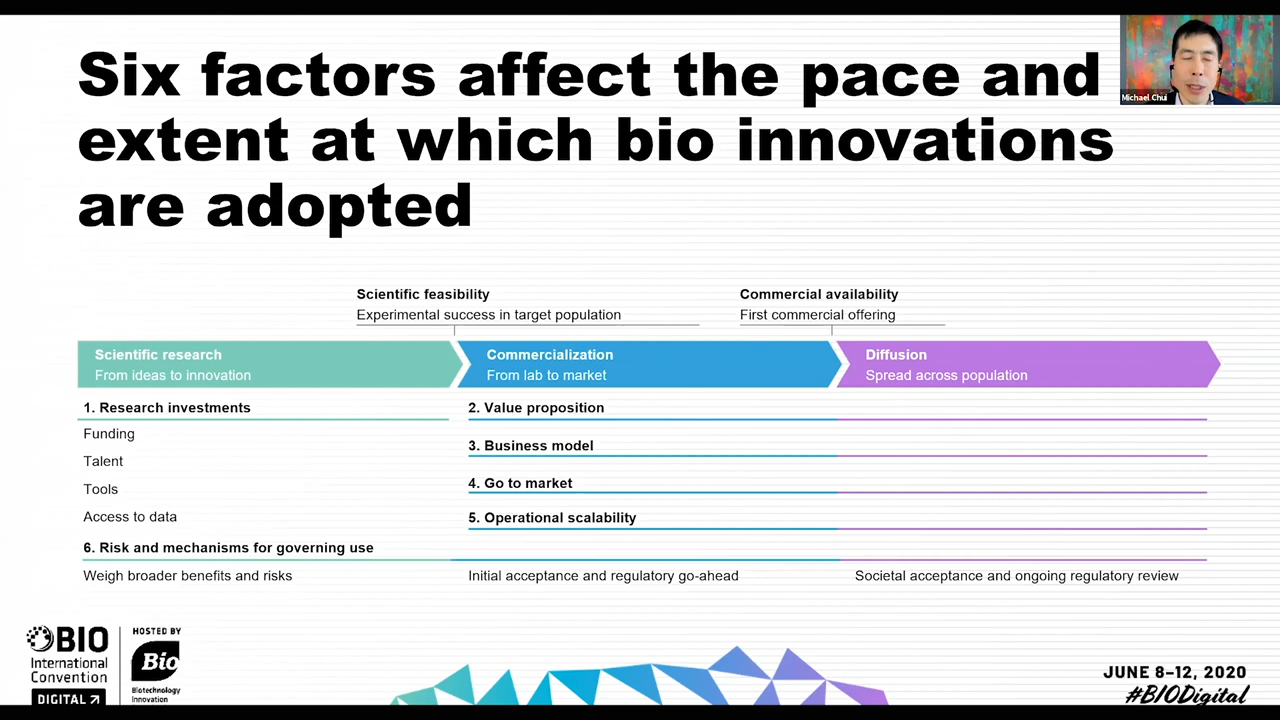 Six factors affect the pace and
extent at which bio innovations
are adopted
Michael Chui
Scientific feasibility
Experimental success in target population
Commercial availability
First commercial offering
Scientific research
From ideas to innovation
Commercialization
From lab to market
Diffusion
Spread across population
1. Research investments
Funding
Talent
Tools
Access to data
2. Value proposition
3. Business model
4. Go to market
5. Operational scalability
6. Risk and mechanisms for governing use
Weigh broader benefits and risks
Initial acceptance and regulatory go-ahead
Societal acceptance and ongoing regulatory review
BIO
International
Convention
DIGITAL
HOSTED BY
Bio
Biotechnology
Innovation
JUNE 8–12, 2020
#BIODigital